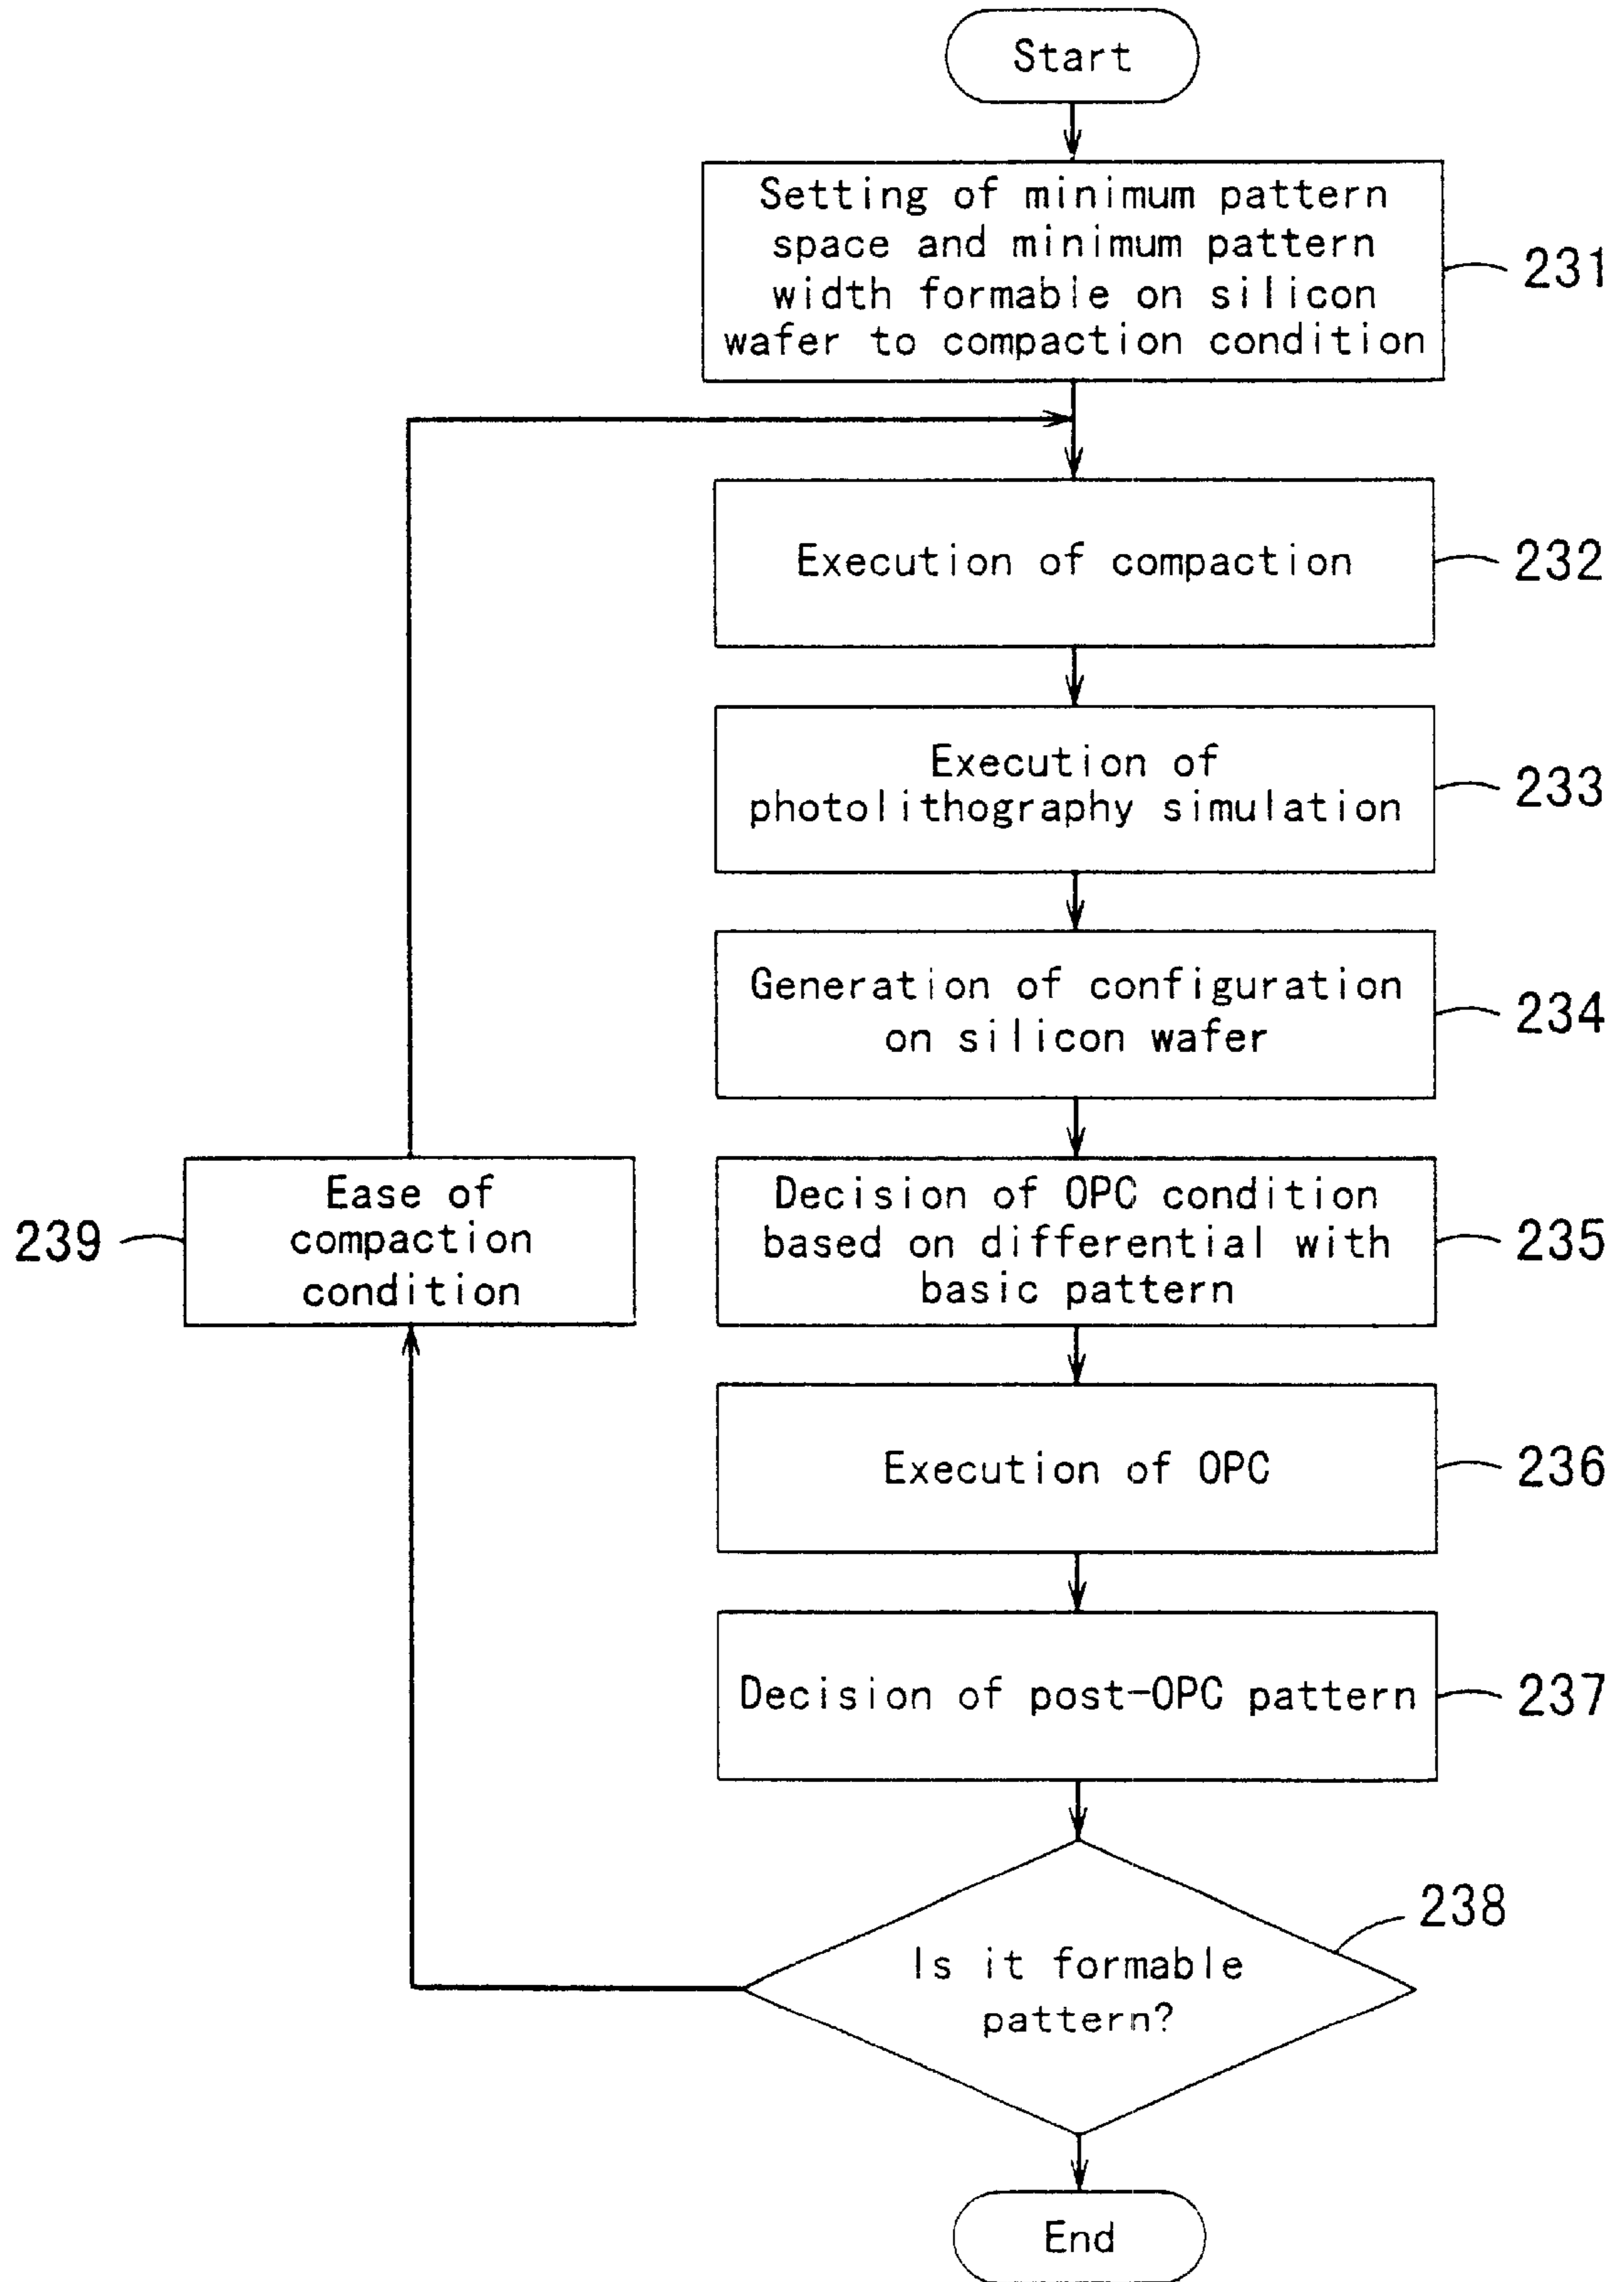 Start
Setting of minimum pattern
space and minimum pattern
width formable on silicon
wafer to compaction condition
231
Execution of compaction
232
Execution of
photolithography simulation
233
Generation of configuration
on silicon wafer
234
Ease of
compaction
condition
239
Decision of OPC condition
based on differential with
basic pattern
235
Execution of OPC
236
Decision of post-OPC pattern
237
Is it formable
pattern?
238
End